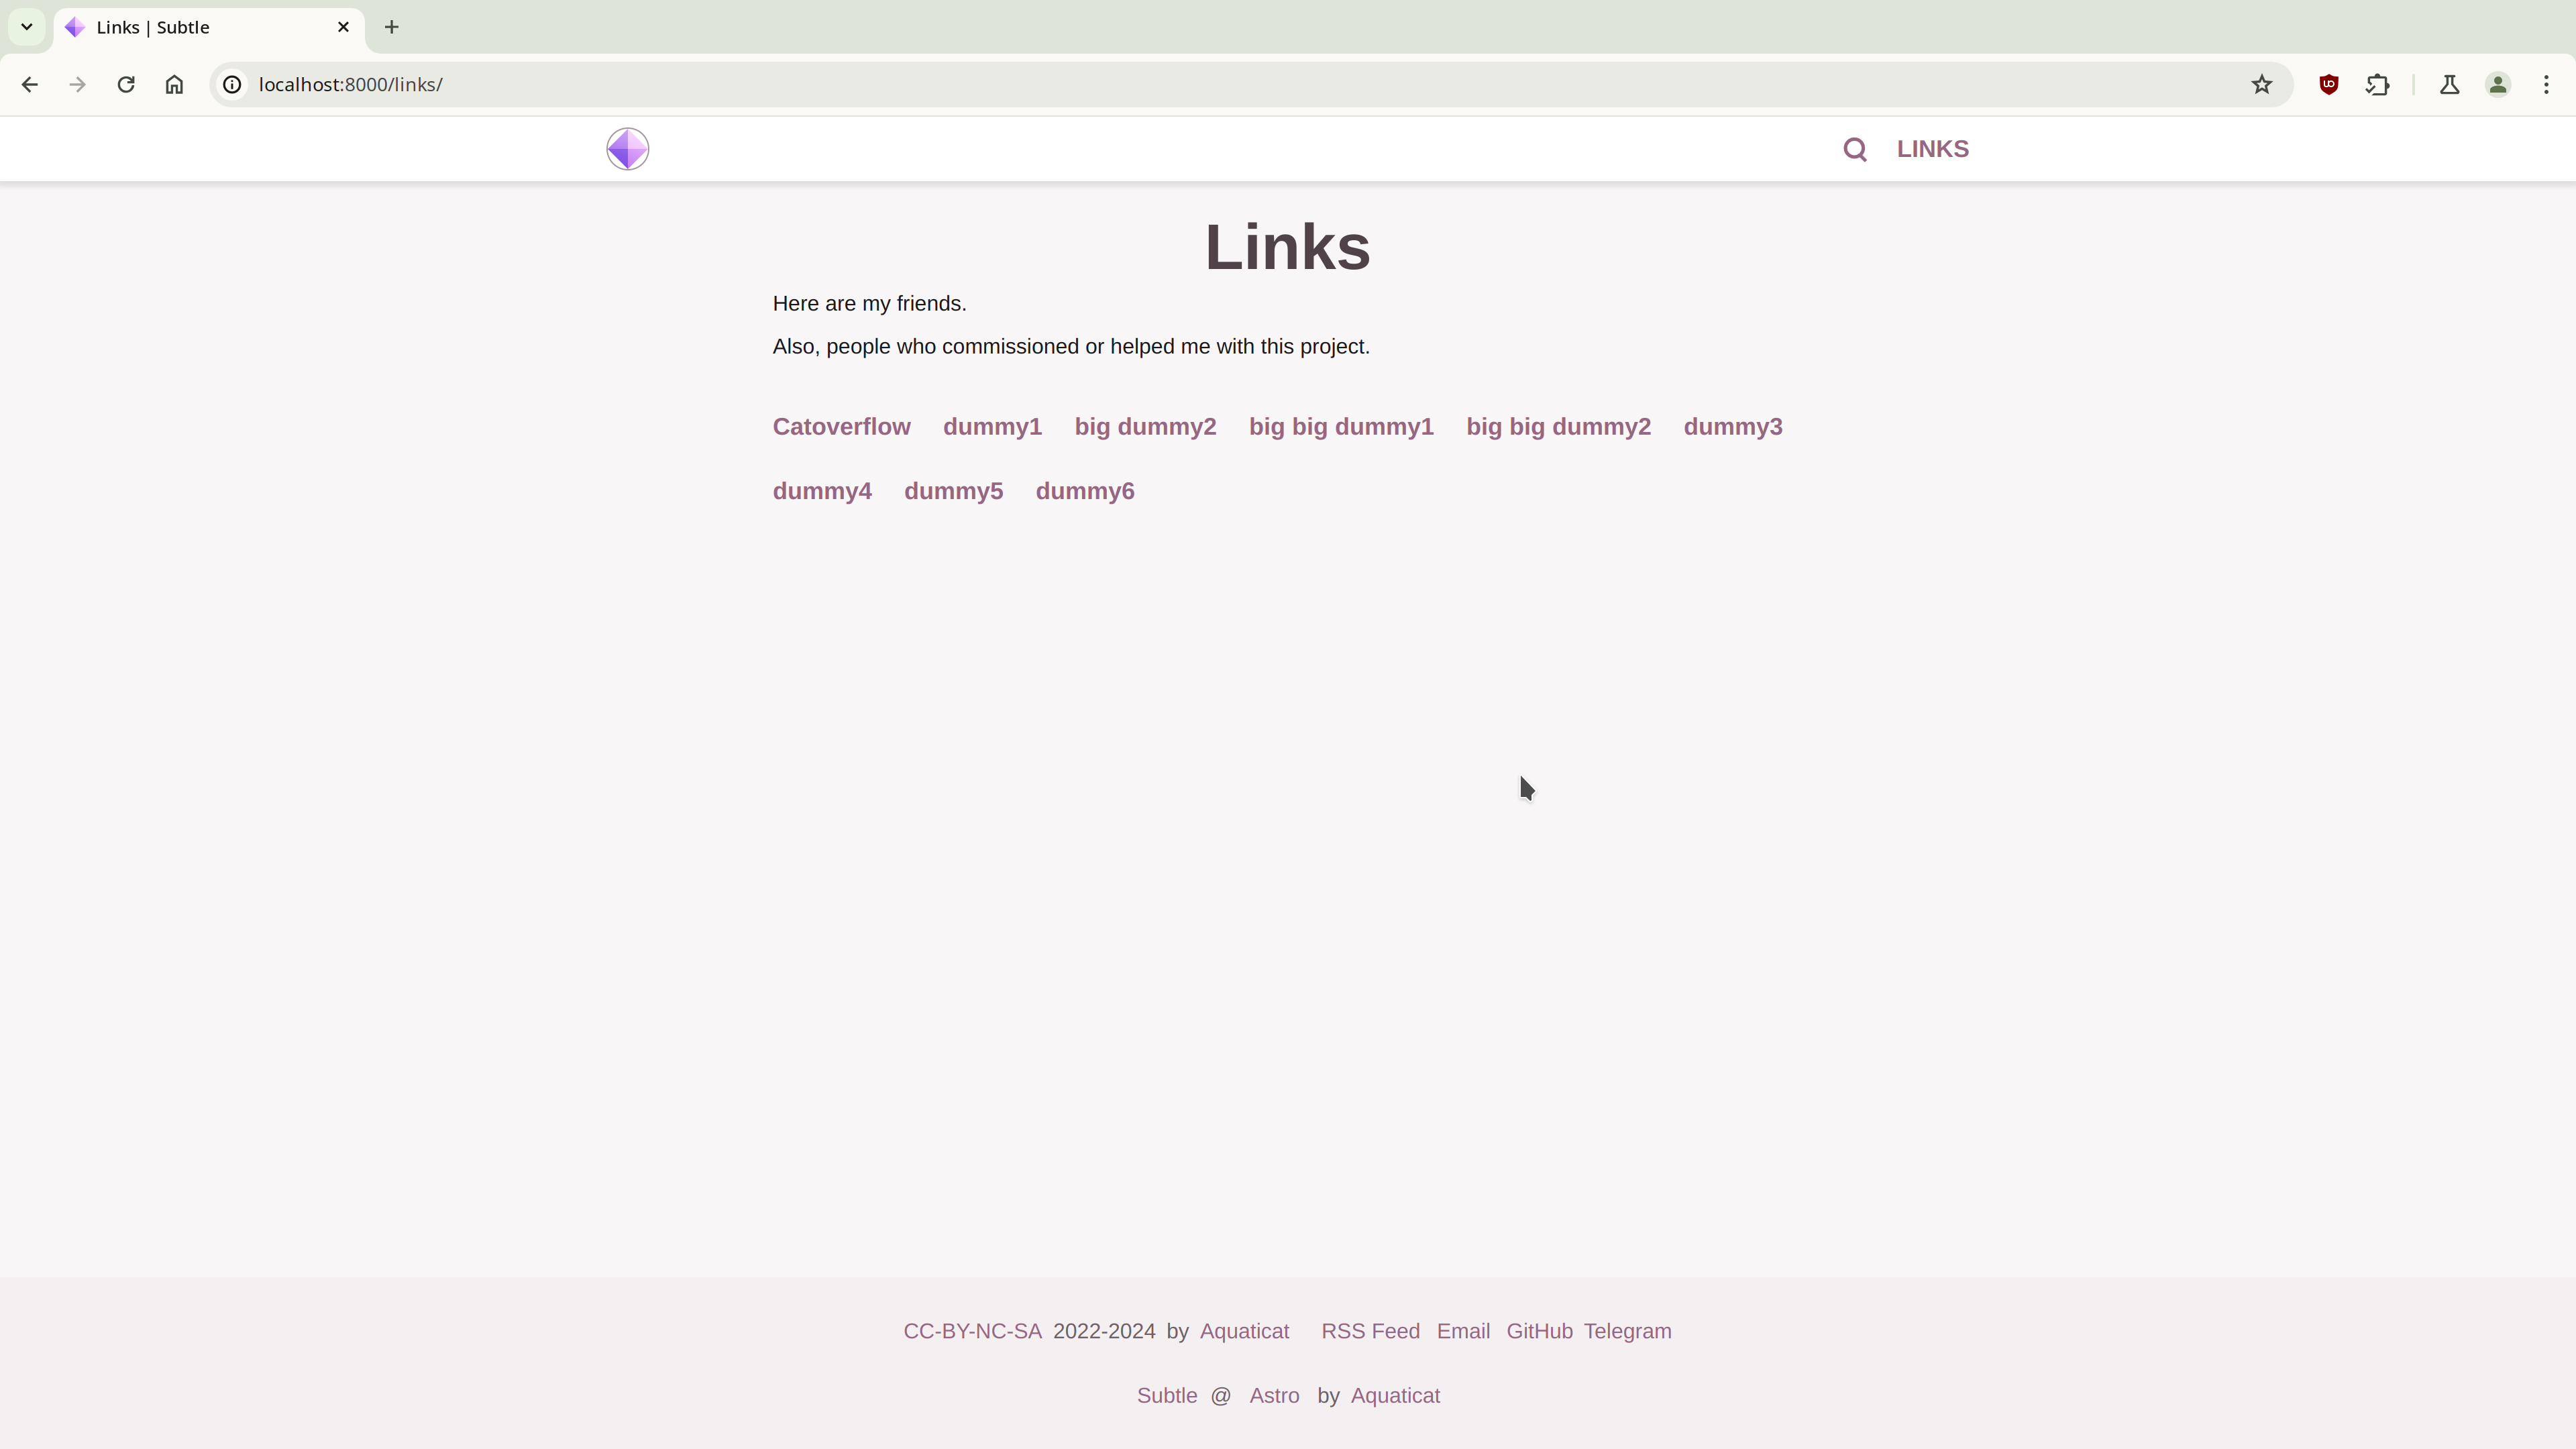 Links | Subtle
localhost:8000/links/
LINKS
Links
Here are my friends.
Also, people who commissioned or helped me with this project.
Catoverflow dummy1 big dummy2 big big dummy1 big big dummy2 dummy3
dummy4 dummy5 dummy6
CC-BY-NC-SA 2022-2024 by Aquaticat RSS Feed Email GitHub Telegram
Subtle @ Astro by Aquaticat